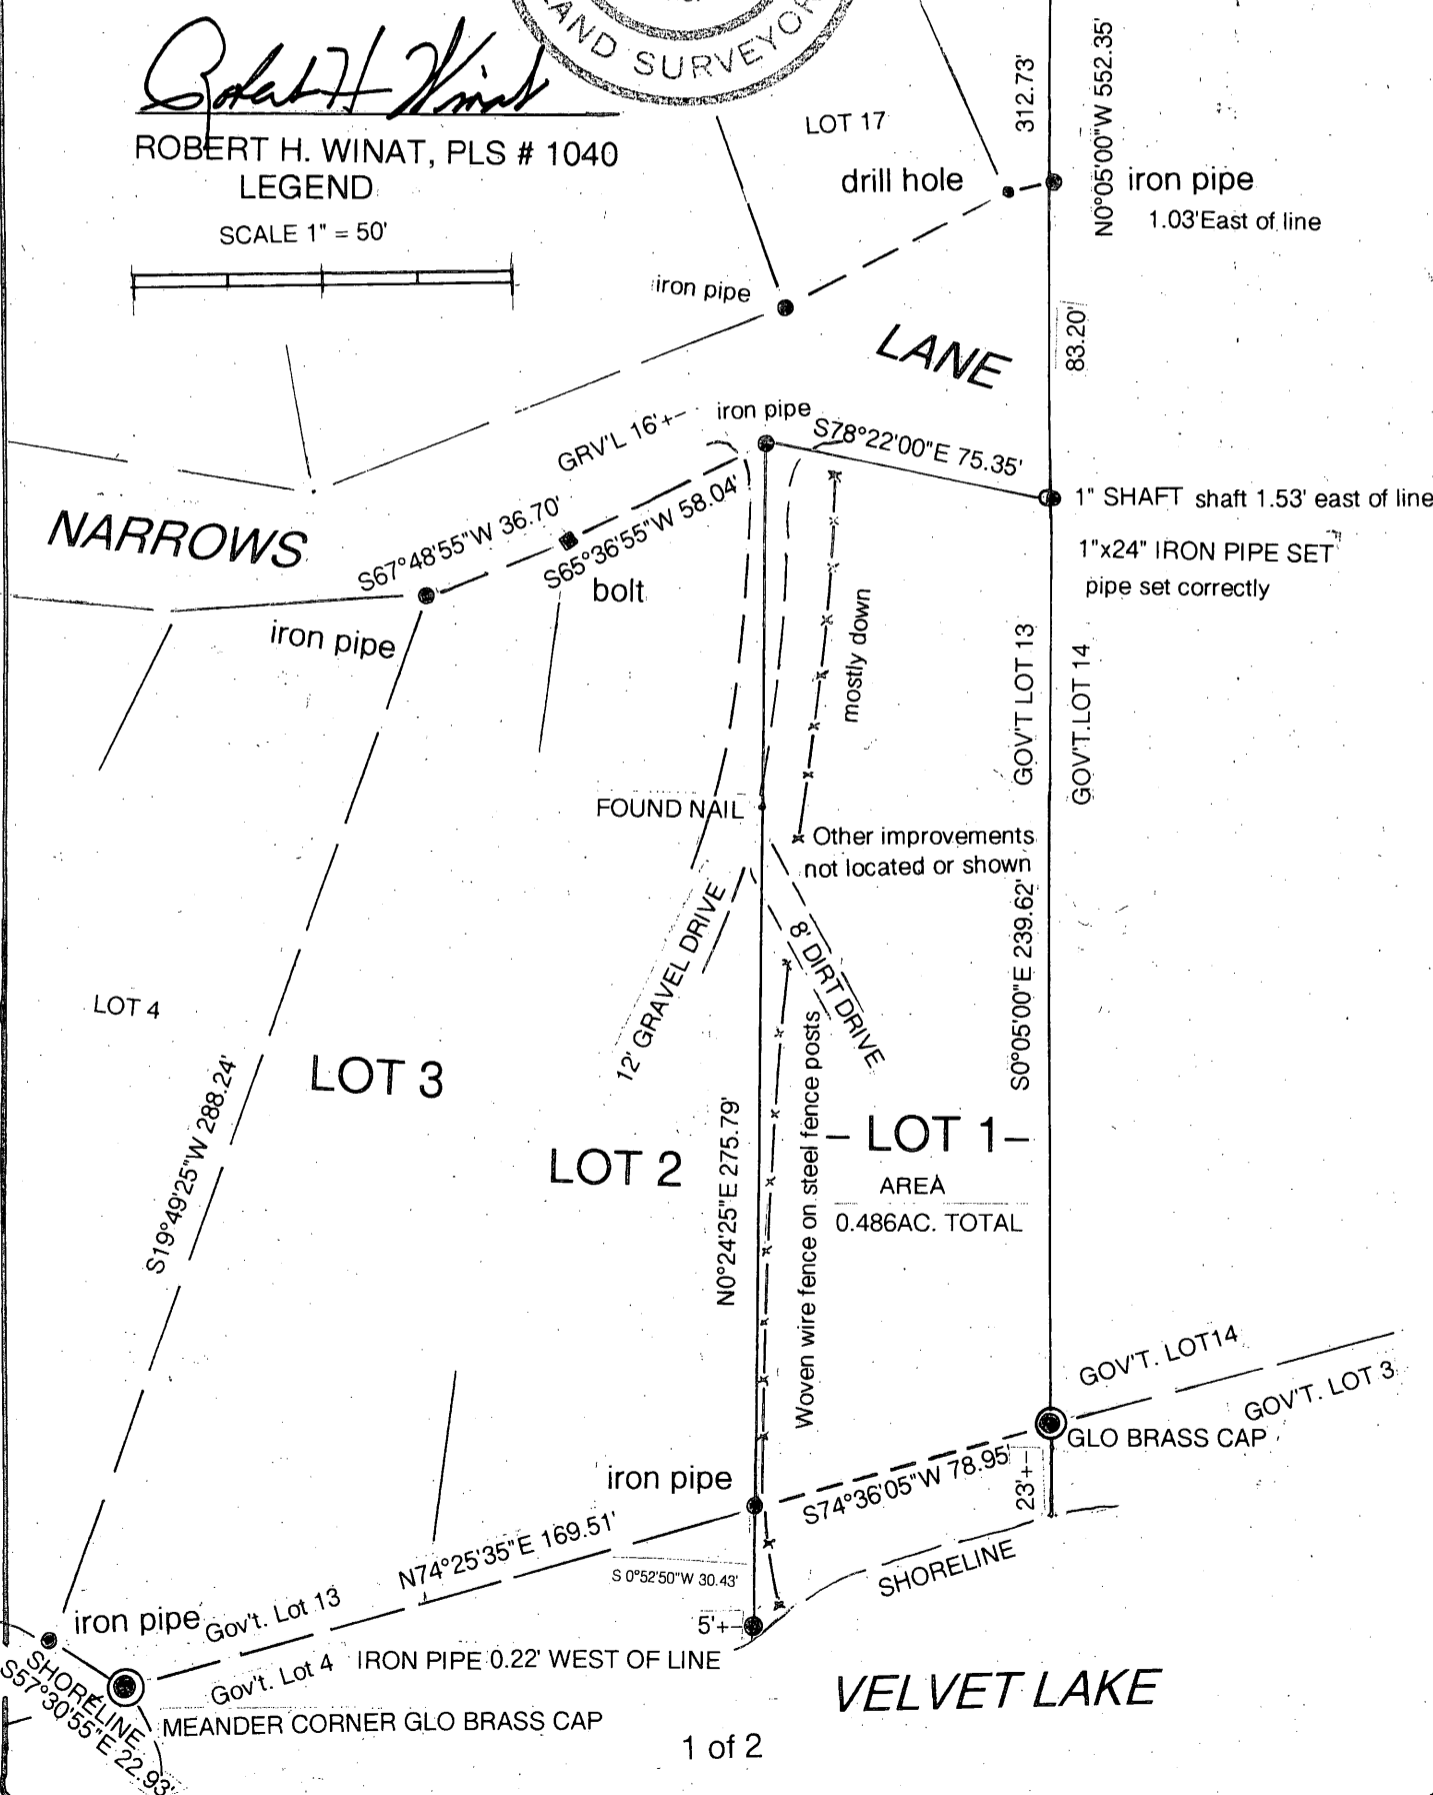 LAND SURVEYOR
ROBERT H. WINAT, PLS # 1040
LEGEND
SCALE 1" = 50'
LOT 17
312.73'
N0°05'00"W 552.35'
drill hole
iron pipe
1.03'East of line
iron pipe
LANE
83.20'
iron pipe
GRV'L 16'+-
S78°22'00"E 75.35'
1" SHAFT shaft 1.53' east of line
1"x24" IRON PIPE SET
pipe set correctly
NARROWS
S67°48'55"W 36.70'
S65°36'55"W 58.04'
bolt
iron pipe
mostly down
GOV'T LOT 13
GOV'T.LOT 14
FOUND NAIL
Other improvements
not located or shown
12' GRAVEL DRIVE
8' DIRT DRIVE
S0°05'00"E 239.62'
LOT 4
LOT 3
S19°49'25"W 288.24'
LOT 2
N0°24'25"E 275.79'
Woven wire fence on steel fence posts
– LOT 1–
AREA
0.486AC. TOTAL
GOV'T. LOT14
GOV'T. LOT 3
GLO BRASS CAP
iron pipe
S74°36'05"W 78.95'
23'+-
N74°25'35"E 169.51'
SHORELINE
S 0°52'50"W 30.43'
5'+-
iron pipe
Gov't. Lot 13
Gov't. Lot 4
IRON PIPE 0.22' WEST OF LINE
SHORELINE
S57°30'55"E 22.93'
MEANDER CORNER GLO BRASS CAP
VELVET LAKE
1 of 2